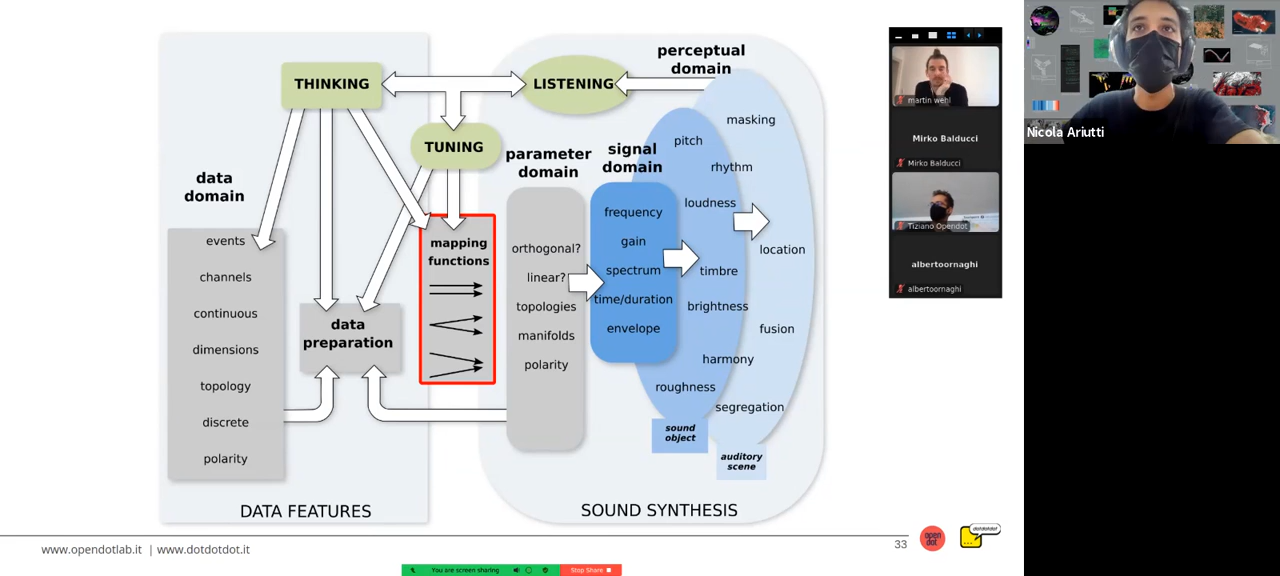 THINKING
LISTENING
TUNING
perceptual
domain
data
domain
parameter
domain
signal
domain
events
channels
continuous
dimensions
topology
discrete
polarity
data
preparation
mapping
functions
orthogonal?
linear?
topologies
manifolds
polarity
frequency
gain
spectrum
time/duration
envelope
pitch
rhythm
loudness
timbre
brightness
harmony
roughness
masking
location
fusion
segregation
sound
object
auditory
scene
DATA FEATURES
SOUND SYNTHESIS
www.opendotlab.it | www.dotdotdot.it
33
open
dot
dotdotdot
You are screen sharing
Stop Share
martin wehl
Mirko Balducci
Mirko Balducci
Tiziano Opendot
albertoornaghi
albertoornaghi
Nicola Ariutti